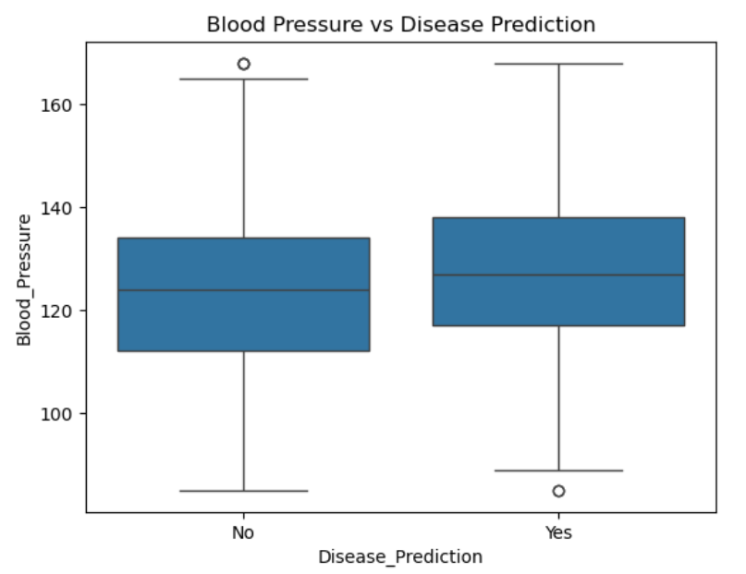 Blood Pressure vs Disease Prediction
160
140
120
100
Blood_Pressure
No Yes
Disease_Prediction